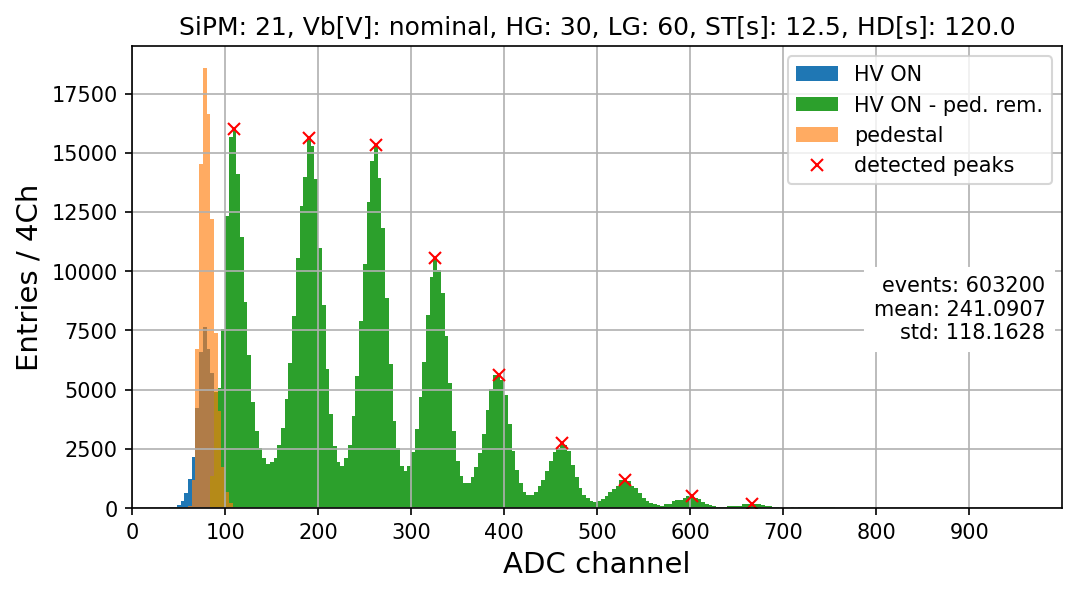 SiPM: 21, Vb[V]: nominal, HG: 30, LG: 60, ST[s]: 12.5, HD[s]: 120.0
Entries / 4Ch
17500
15000
12500
10000
7500
5000
2500
0
HV ON
HV ON - ped. rem.
pedestal
detected peaks
events: 603200
mean: 241.0907
std: 118.1628
0 100 200 300 400 500 600 700 800 900
ADC channel